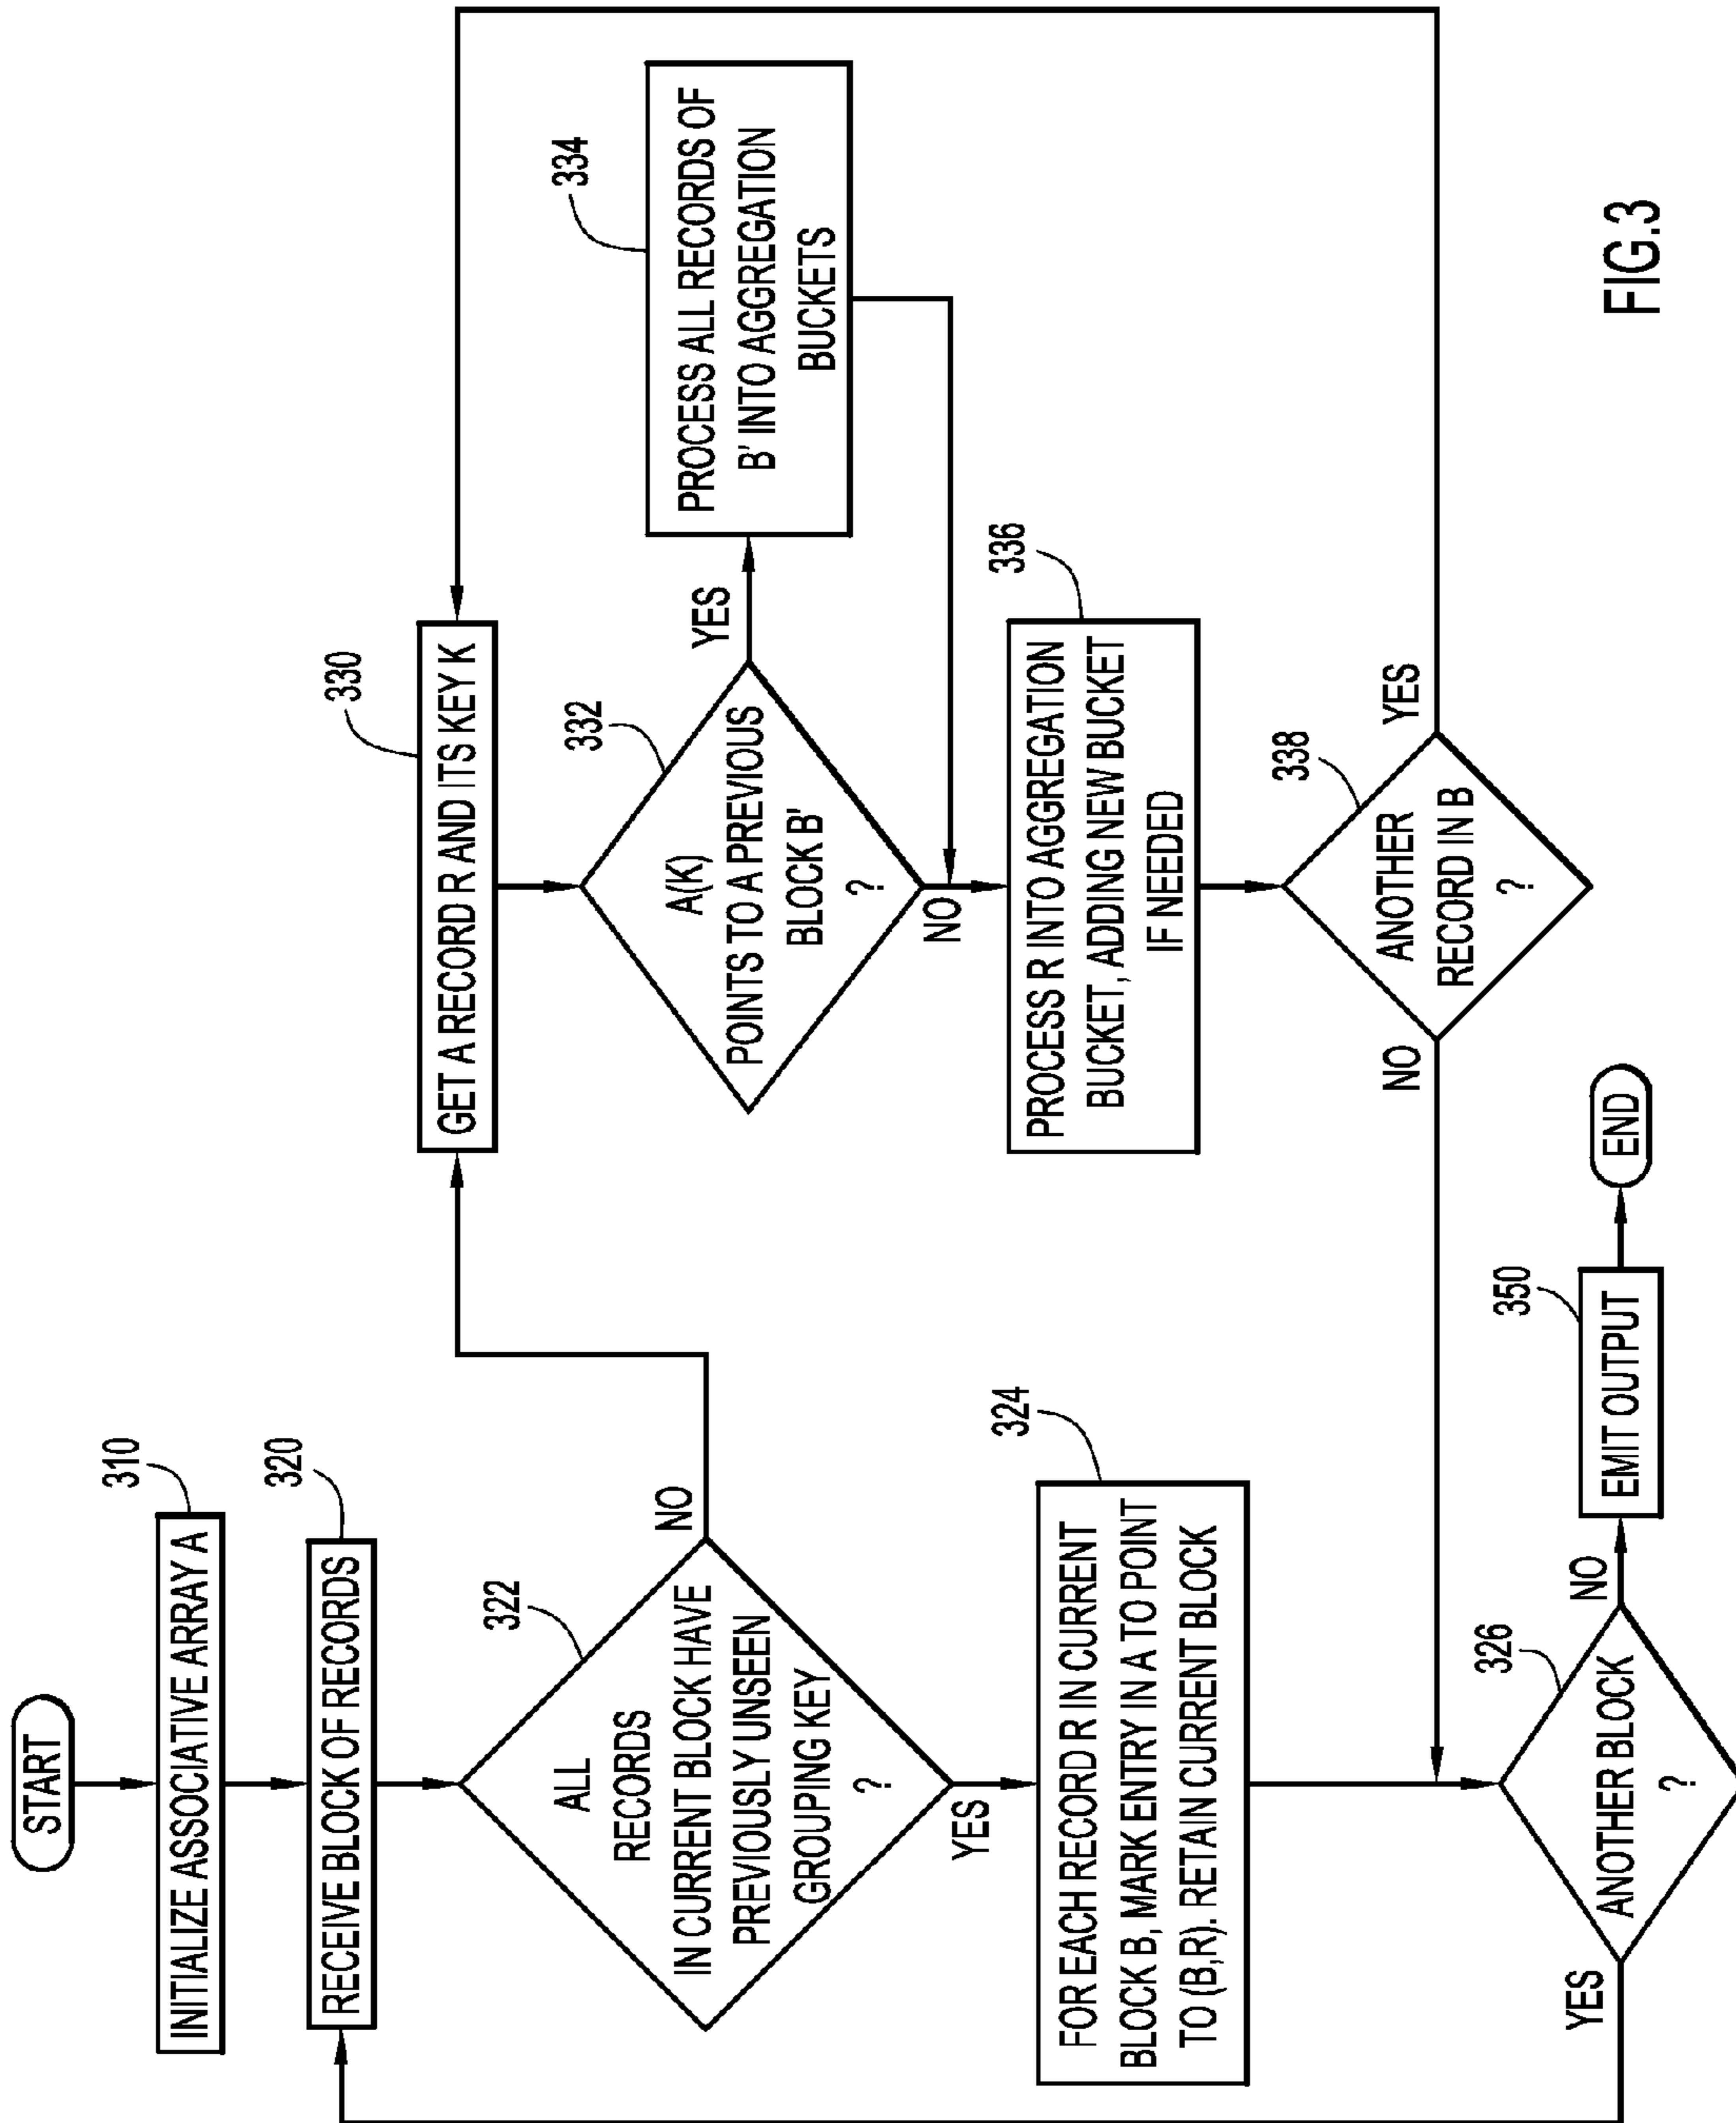 START
310
INITIALIZE ASSOCIATIVE ARRAY A
320
RECEIVE BLOCK OF RECORDS
322
ALL
RECORDS
IN CURRENT BLOCK HAVE
PREVIOUSLY UNSEEN
GROUPING KEY
?
NO
YES
324
FOR EACH RECORD R IN CURRENT
BLOCK B, MARK ENTRY IN A TO POINT
TO (B,R). RETAIN CURRENT BLOCK
326
ANOTHER BLOCK
?
YES
NO
350
EMIT OUTPUT
END
330
GET A RECORD R AND ITS KEY K
332
A(K)
POINTS TO A PREVIOUS
BLOCK B'
?
YES
NO
334
PROCESS ALL RECORDS OF
B' INTO AGGREGATION
BUCKETS
336
PROCESS R INTO AGGREGATION
BUCKET, ADDING NEW BUCKET
IF NEEDED
338
ANOTHER
RECORD IN B
?
YES
NO
FIG.3